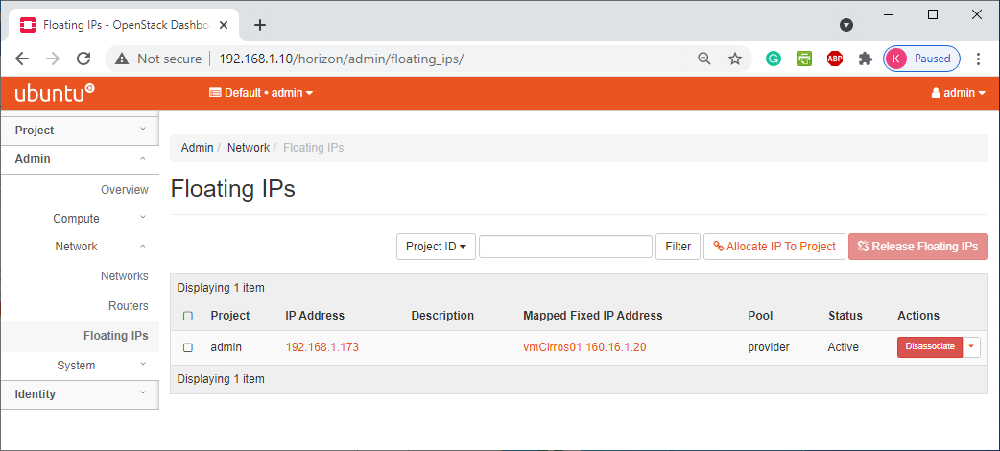 Floating IPs - OpenStack Dashbo
Not secure 192.168.1.10/horizon/admin/floating_ips/ ABP K Paused
ubuntu Default • admin admin
Project
Admin
Overview
Compute
Network
Networks
Routers
Floating IPs
System
Identity
Admin / Network / Floating IPs
Floating IPs
Project ID Filter Allocate IP To Project Release Floating IPs
Displaying 1 item
Project IP Address Description Mapped Fixed IP Address Pool Status Actions
admin 192.168.1.173 vmCirros01 160.16.1.20 provider Active Disassociate
Displaying 1 item